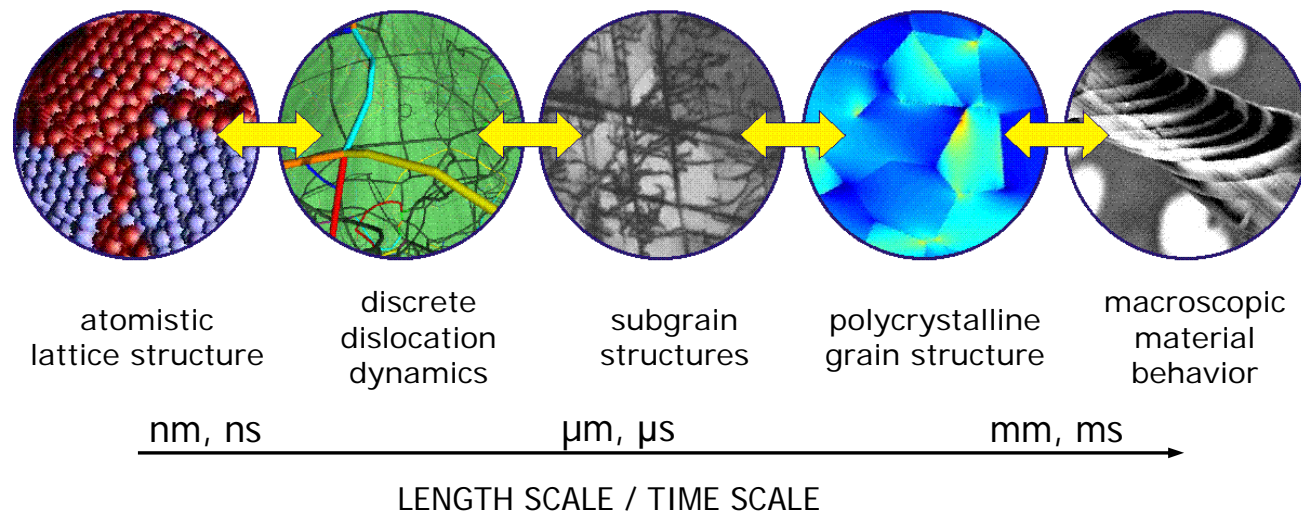 atomistic
lattice structure
discrete
dislocation
dynamics
subgrain
structures
polycrystalline
grain structure
macroscopic
material
behavior
nm, ns
µm, µs
mm, ms
LENGTH SCALE / TIME SCALE